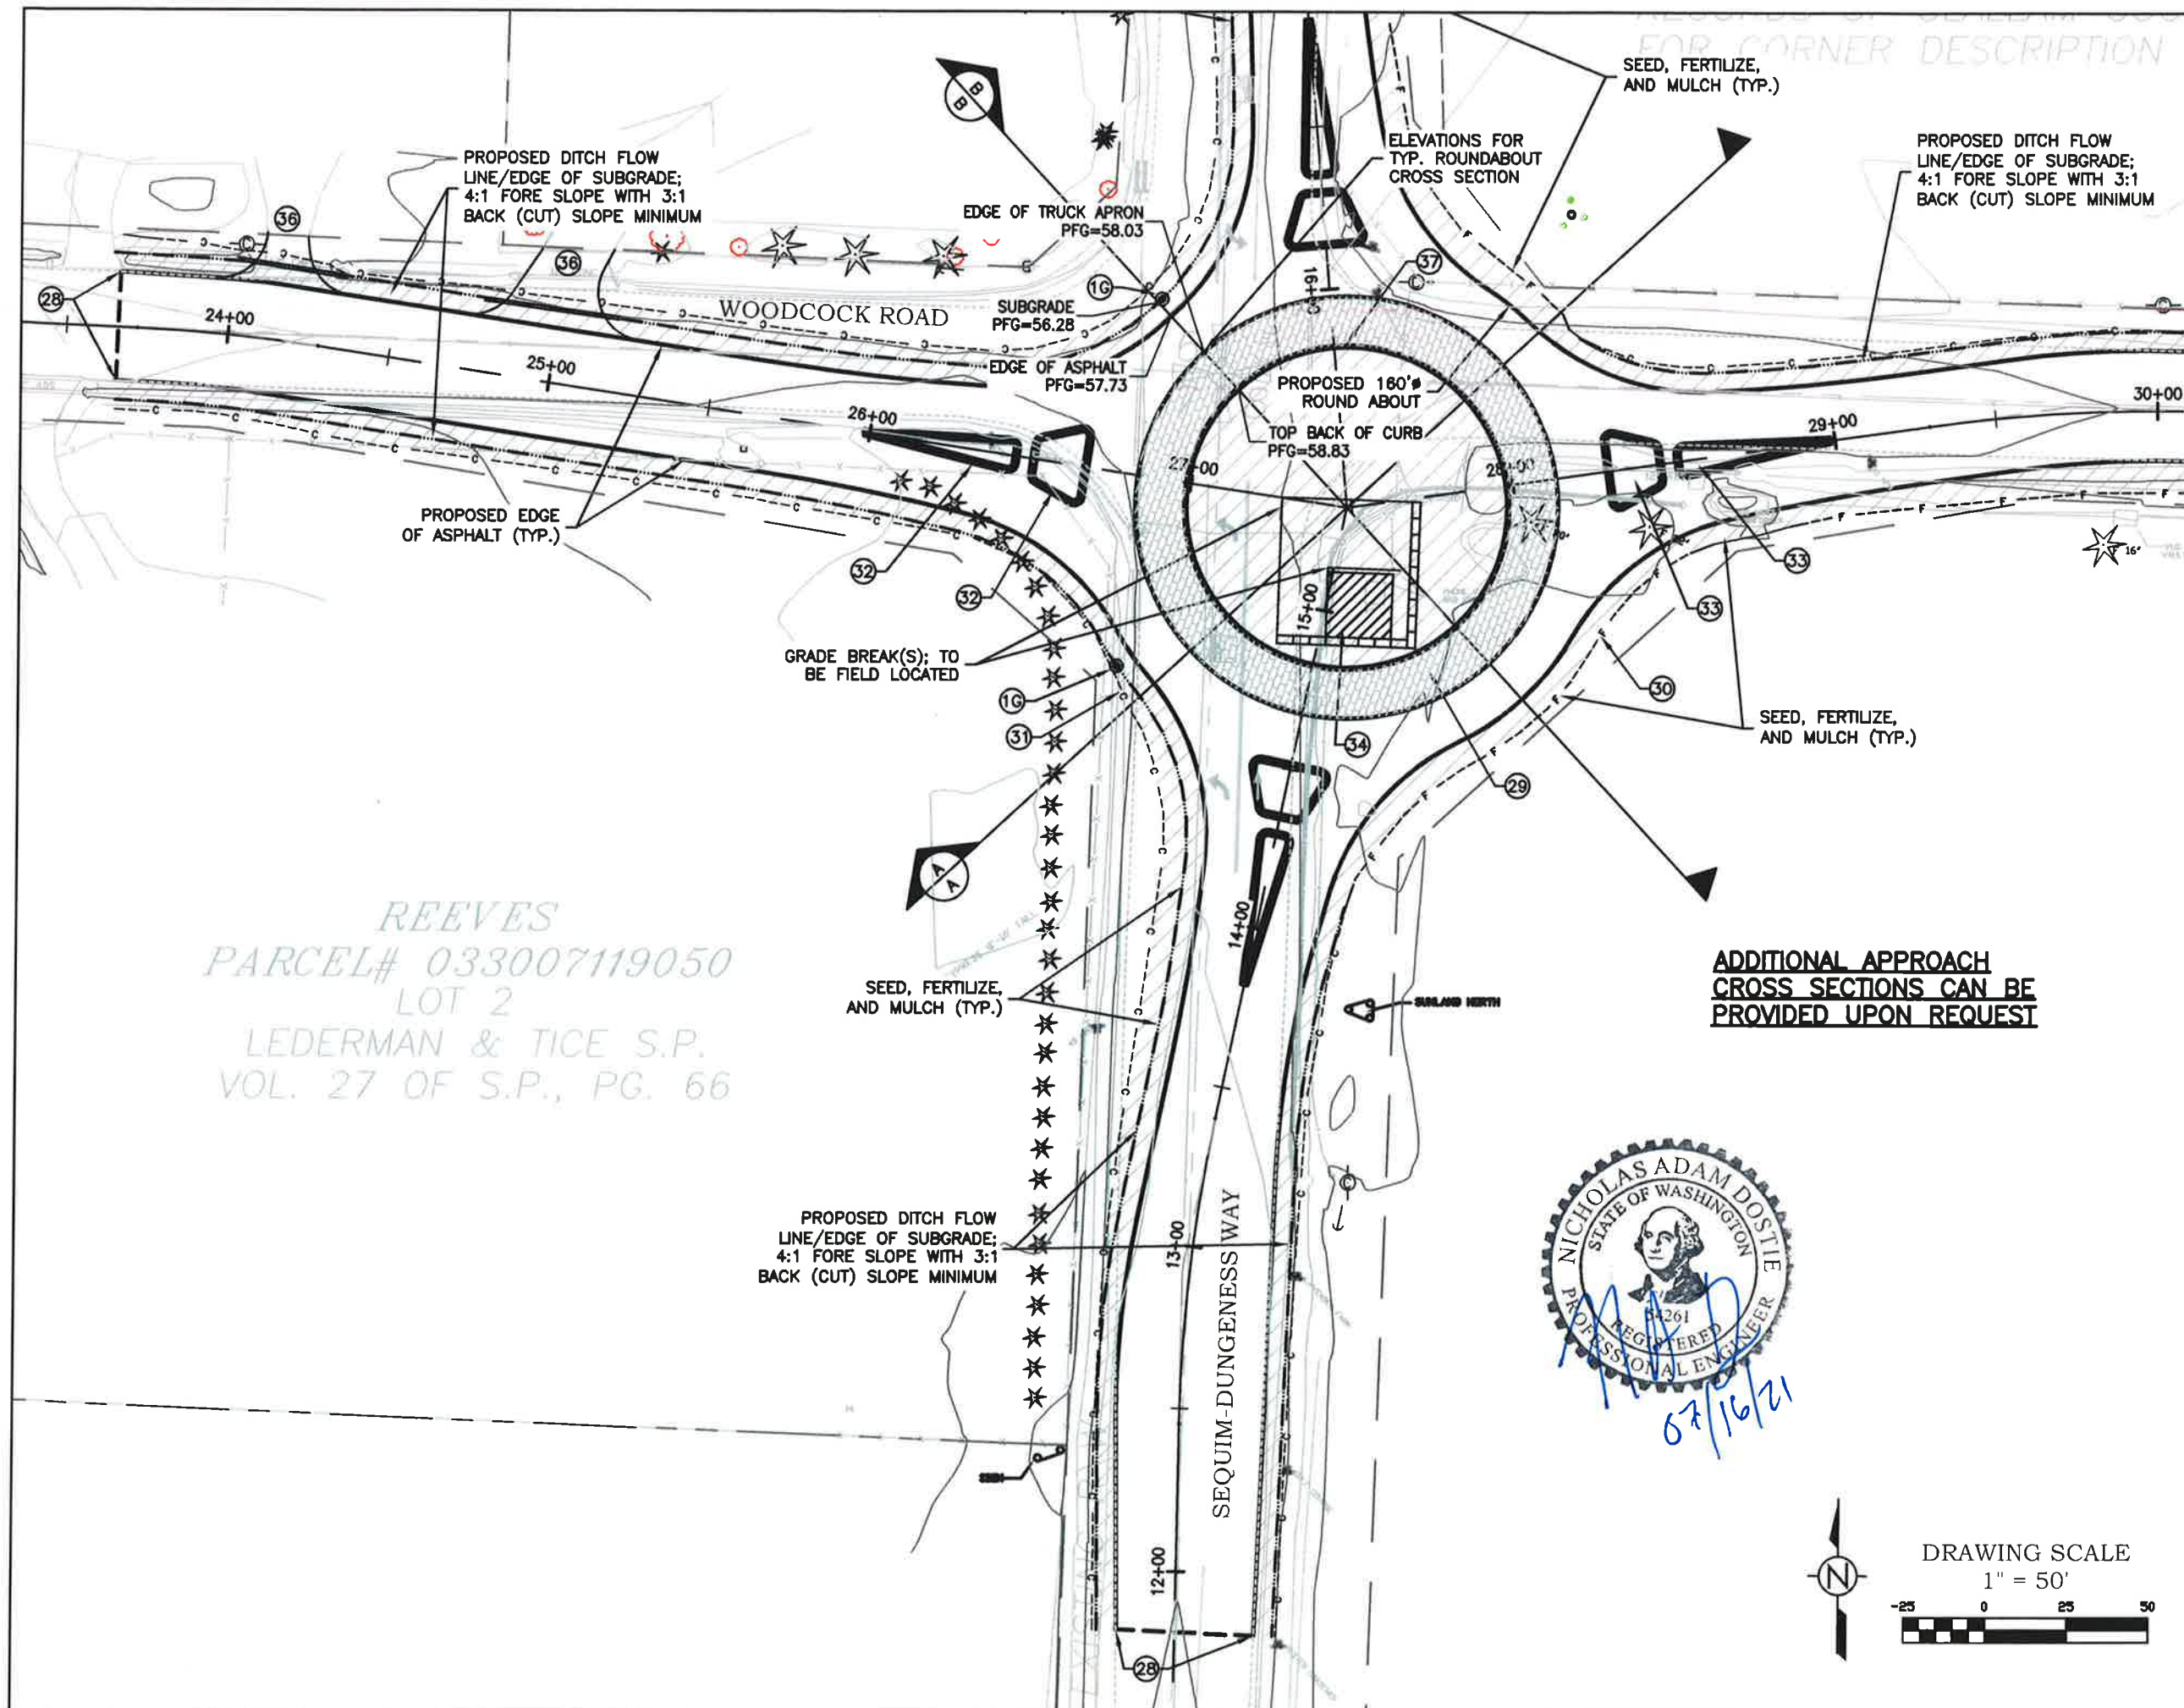 FOR CORNER DESCRIPTION
SEED, FERTILIZE,
AND MULCH (TYP.)
B
B
ELEVATIONS FOR
TYP. ROUNDABOUT
CROSS SECTION
PROPOSED DITCH FLOW
LINE/EDGE OF SUBGRADE;
4:1 FORE SLOPE WITH 3:1
BACK (CUT) SLOPE MINIMUM
PROPOSED DITCH FLOW
LINE/EDGE OF SUBGRADE;
4:1 FORE SLOPE WITH 3:1
BACK (CUT) SLOPE MINIMUM
EDGE OF TRUCK APRON
PFG=58.03
36
36
37
28
1G
16+00
24+00
WOODCOCK ROAD
SUBGRADE
PFG=56.28
25+00
EDGE OF ASPHALT
PFG=57.73
PROPOSED 160'ø
ROUND ABOUT
30+00
26+00
TOP BACK OF CURB
PFG=58.83
29+00
27+00
28+00
PROPOSED EDGE
OF ASPHALT (TYP.)
16"
32
32
33
33
15+00
GRADE BREAK(S); TO
BE FIELD LOCATED
1G
31
30
34
29
SEED, FERTILIZE,
AND MULCH (TYP.)
A
A
14+00
REEVES
PARCEL# 033007119050
LOT 2
LEDERMAN & TICE S.P.
VOL. 27 OF S.P., PG. 66
SEED, FERTILIZE,
AND MULCH (TYP.)
SUNLAND NORTH
ADDITIONAL APPROACH
CROSS SECTIONS CAN BE
PROVIDED UPON REQUEST
PROPOSED DITCH FLOW
LINE/EDGE OF SUBGRADE;
4:1 FORE SLOPE WITH 3:1
BACK (CUT) SLOPE MINIMUM
13+00
SEQUIM-DUNGENESS WAY
NICHOLAS ADAM DOSTIE
STATE OF WASHINGTON
54261
REGISTERED
PROFESSIONAL ENGINEER
07/16/21
12+00
28
N
DRAWING SCALE
1" = 50'
-25 0 25 50